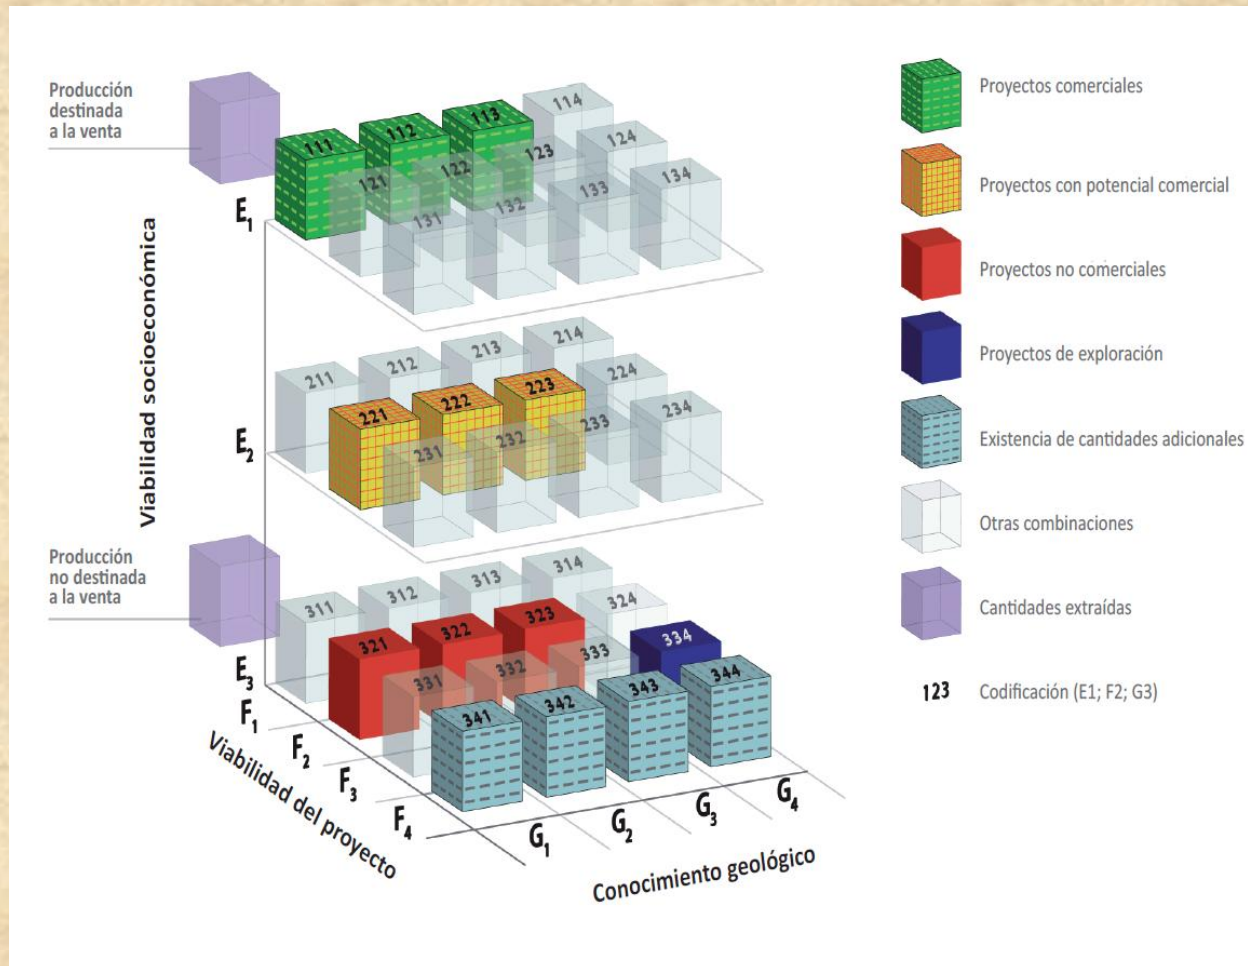 Producción
destinada
a la venta
111
112
113
114
121
122
123
124
131
132
133
134
E1
Viabilidad socioeconómica
211
212
213
214
221
222
223
224
231
232
233
234
E2
Producción
no destinada
a la venta
311
312
313
314
321
322
323
324
331
332
333
334
341
342
343
344
E3
F1
F2
F3
F4
Viabilidad del proyecto
G1
G2
G3
G4
Conocimiento geológico
Proyectos comerciales
Proyectos con potencial comercial
Proyectos no comerciales
Proyectos de exploración
Existencia de cantidades adicionales
Otras combinaciones
Cantidades extraídas
123 Codificación (E1; F2; G3)